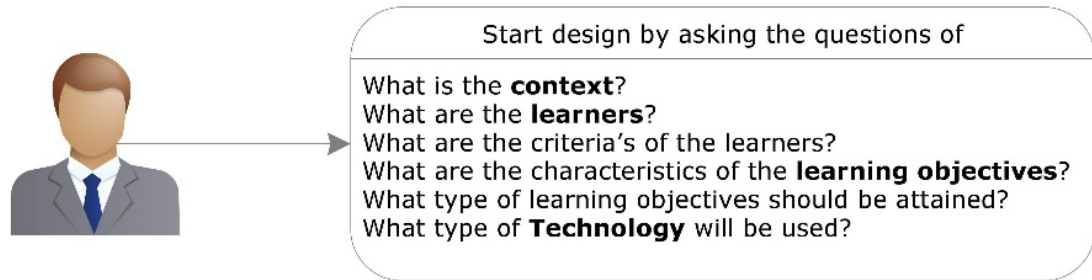 Start design by asking the questions of
What is the context?
What are the learners?
What are the criteria's of the learners?
What are the characteristics of the learning objectives?
What type of learning objectives should be attained?
What type of Technology will be used?